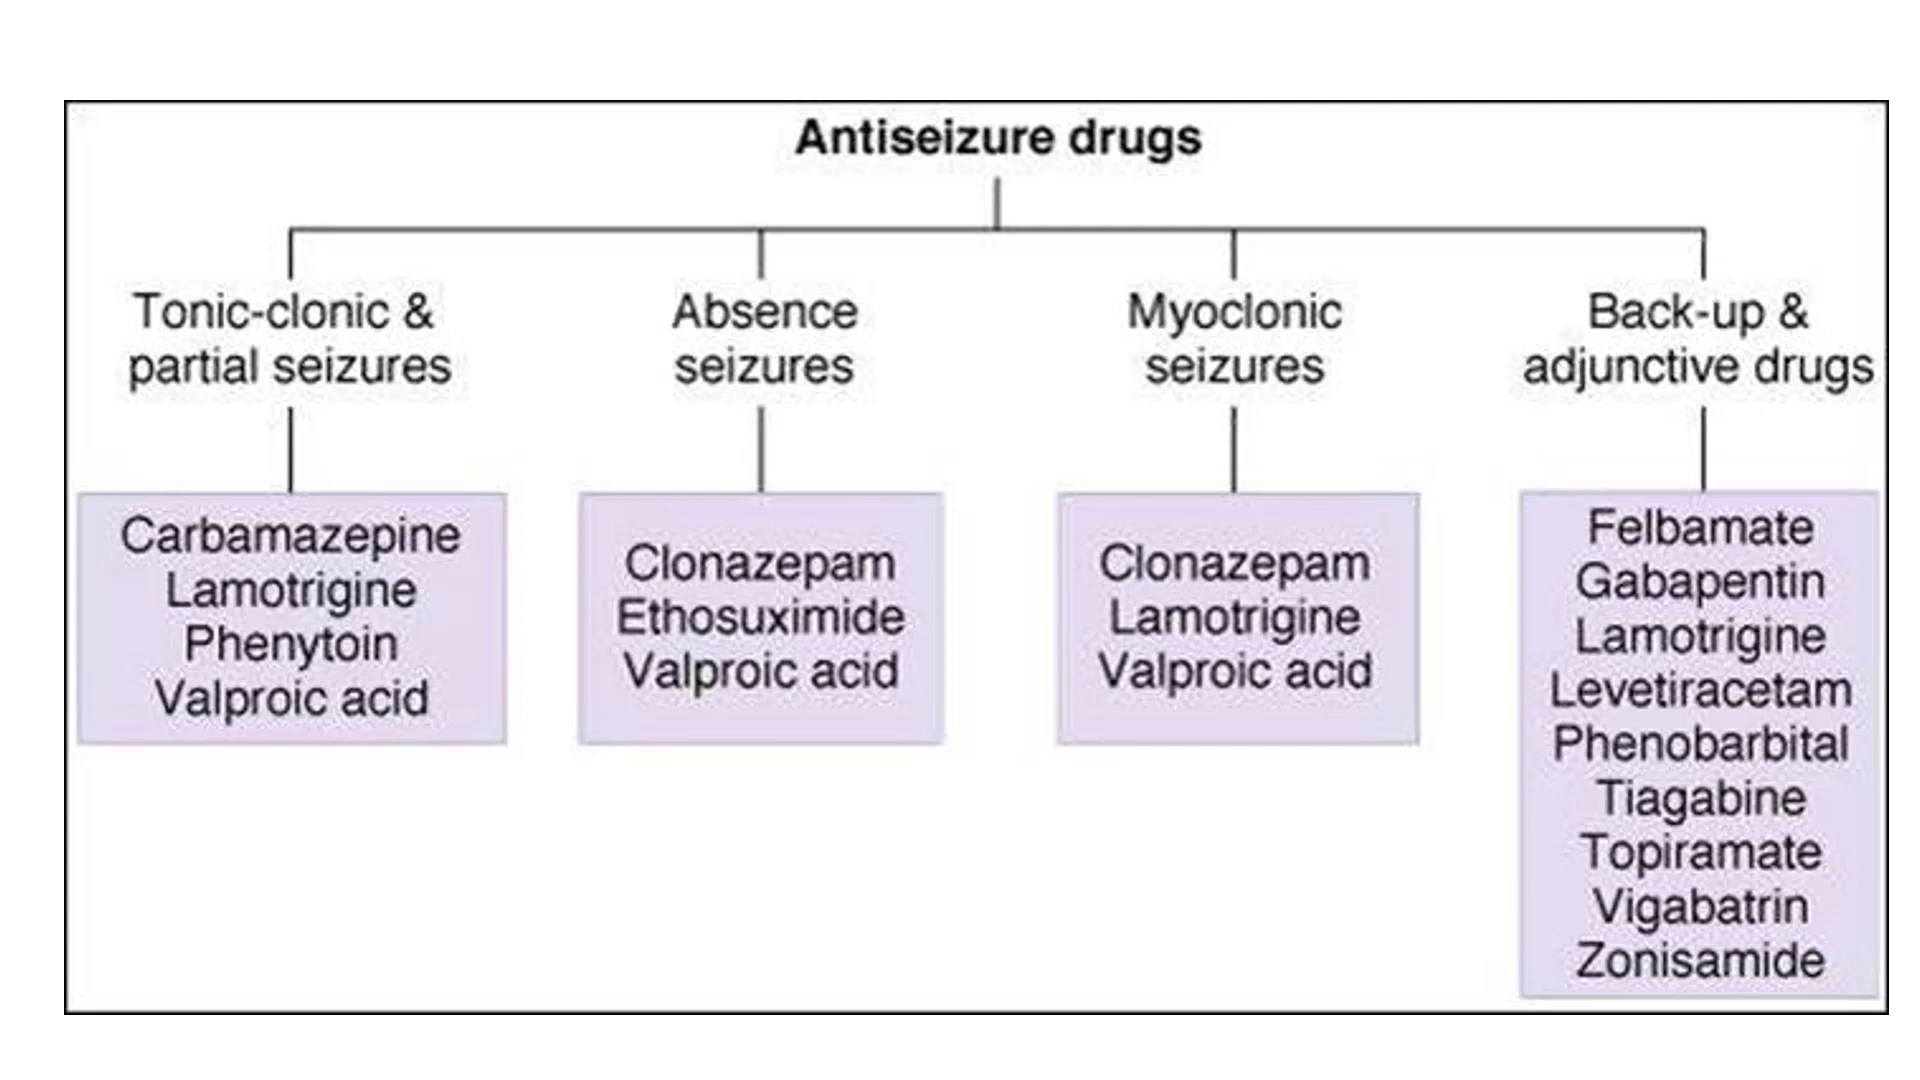 Antiseizure drugs
Tonic-clonic &
partial seizures
Carbamazepine
Lamotrigine
Phenytoin
Valproic acid
Absence
seizures
Clonazepam
Ethosuximide
Valproic acid
Myoclonic
seizures
Clonazepam
Lamotrigine
Valproic acid
Back-up &
adjunctive drugs
Felbamate
Gabapentin
Lamotrigine
Levetiracetam
Phenobarbital
Tiagabine
Topiramate
Vigabatrin
Zonisamide